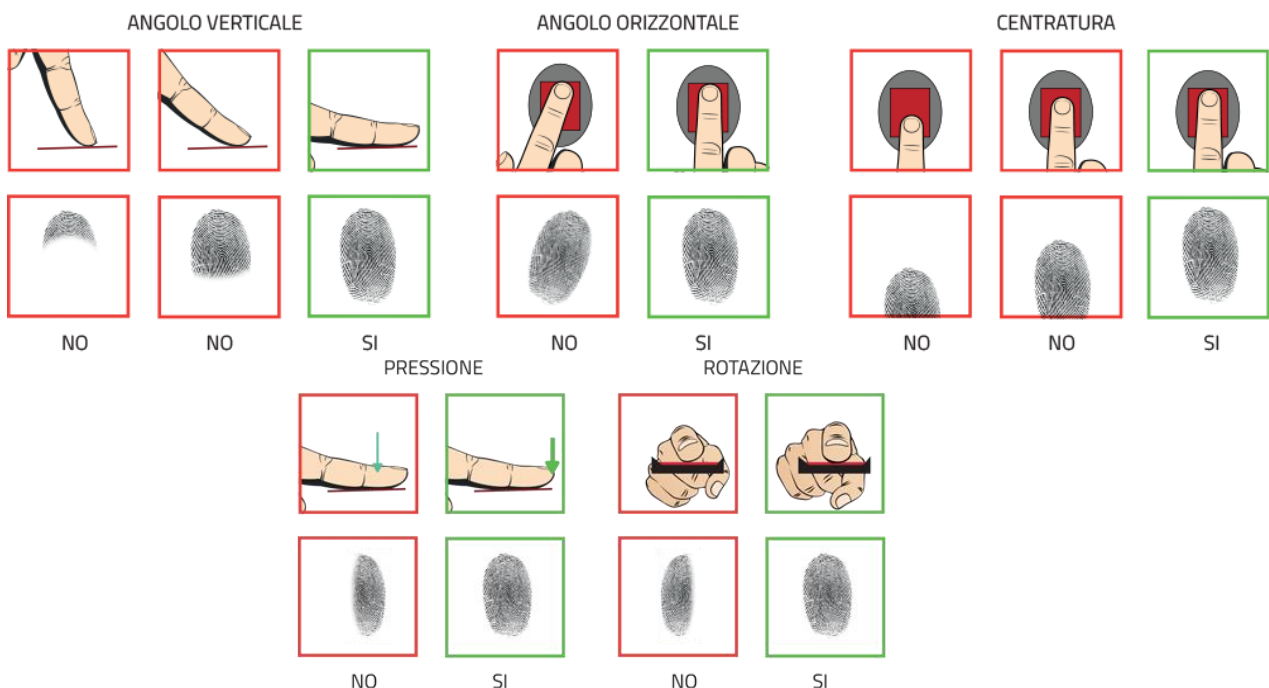 ANGOLO VERTICALE
ANGOLO ORIZZONTALE
CENTRATURA
NO
NO
SI
NO
SI
NO
NO
SI
PRESSIONE
ROTAZIONE
NO
SI
NO
SI